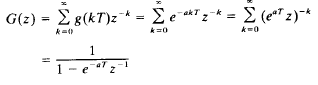 G(z) = ∞∑k=0 g(kT)z^-k = ∞∑k=0 e^-akT z^-k = ∞∑k=0 (e^aT z)^-k
= 1 / (1 - e^-aT z^-1)